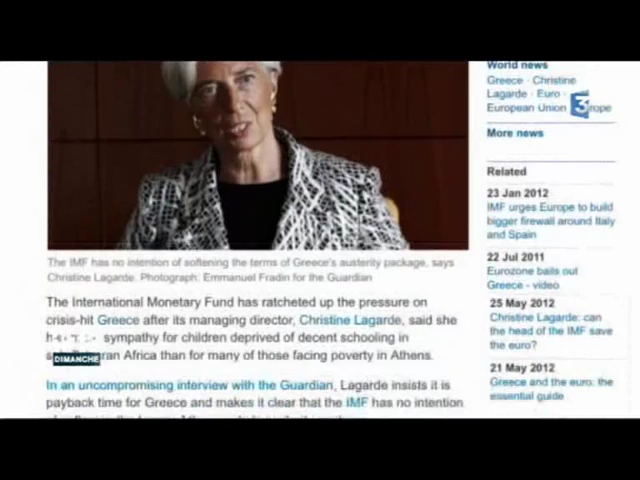 The IMF has no intention of softening the terms of Greece's austerity package, says
Christine Lagarde. Photograph: Emmanuel Fradin for the Guardian
The International Monetary Fund has ratcheted up the pressure on
crisis-hit Greece after its managing director, Christine Lagarde, said she
sympathy for children deprived of decent schooling in
Africa than for many of those facing poverty in Athens.
DIMANCHE
In an uncompromising interview with the Guardian, Lagarde insists it is
payback time for Greece and makes it clear that the IMF has no intention
World news
Greece · Christine
Lagarde · Euro ·
European Union
3
More news
Related
23 Jan 2012
IMF urges Europe to build
bigger firewall around Italy
and Spain
22 Jul 2011
Eurozone bails out
Greece - video
25 May 2012
Christine Lagarde: can
the head of the IMF save
the euro?
21 May 2012
Greece and the euro: the
essential guide